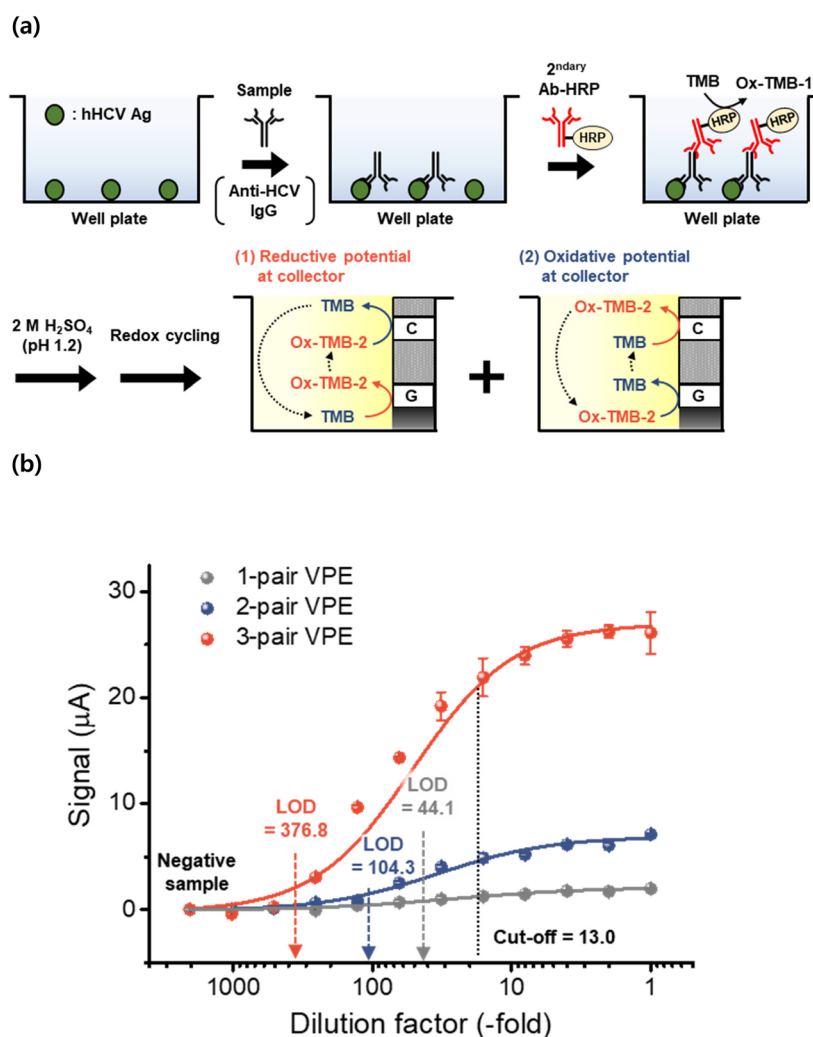 (a)
Sample
2ndary
Ab-HRP
TMB
Ox-TMB-1
: hHCV Ag
HRP
HRP
HRP
Anti-HCV
IgG
Well plate
Well plate
Well plate
(1) Reductive potential
at collector
(2) Oxidative potential
at collector
2 M H₂SO₄
(pH 1.2)
Redox cycling
TMB
Ox-TMB-2
Ox-TMB-2
TMB
C
G
+
Ox-TMB-2
TMB
TMB
Ox-TMB-2
C
G
(b)
30
20
10
0
Signal (μA)
1-pair VPE
2-pair VPE
3-pair VPE
LOD
= 376.8
LOD
= 104.3
LOD
= 44.1
Negative
sample
Cut-off = 13.0
1000
100
10
1
Dilution factor (-fold)